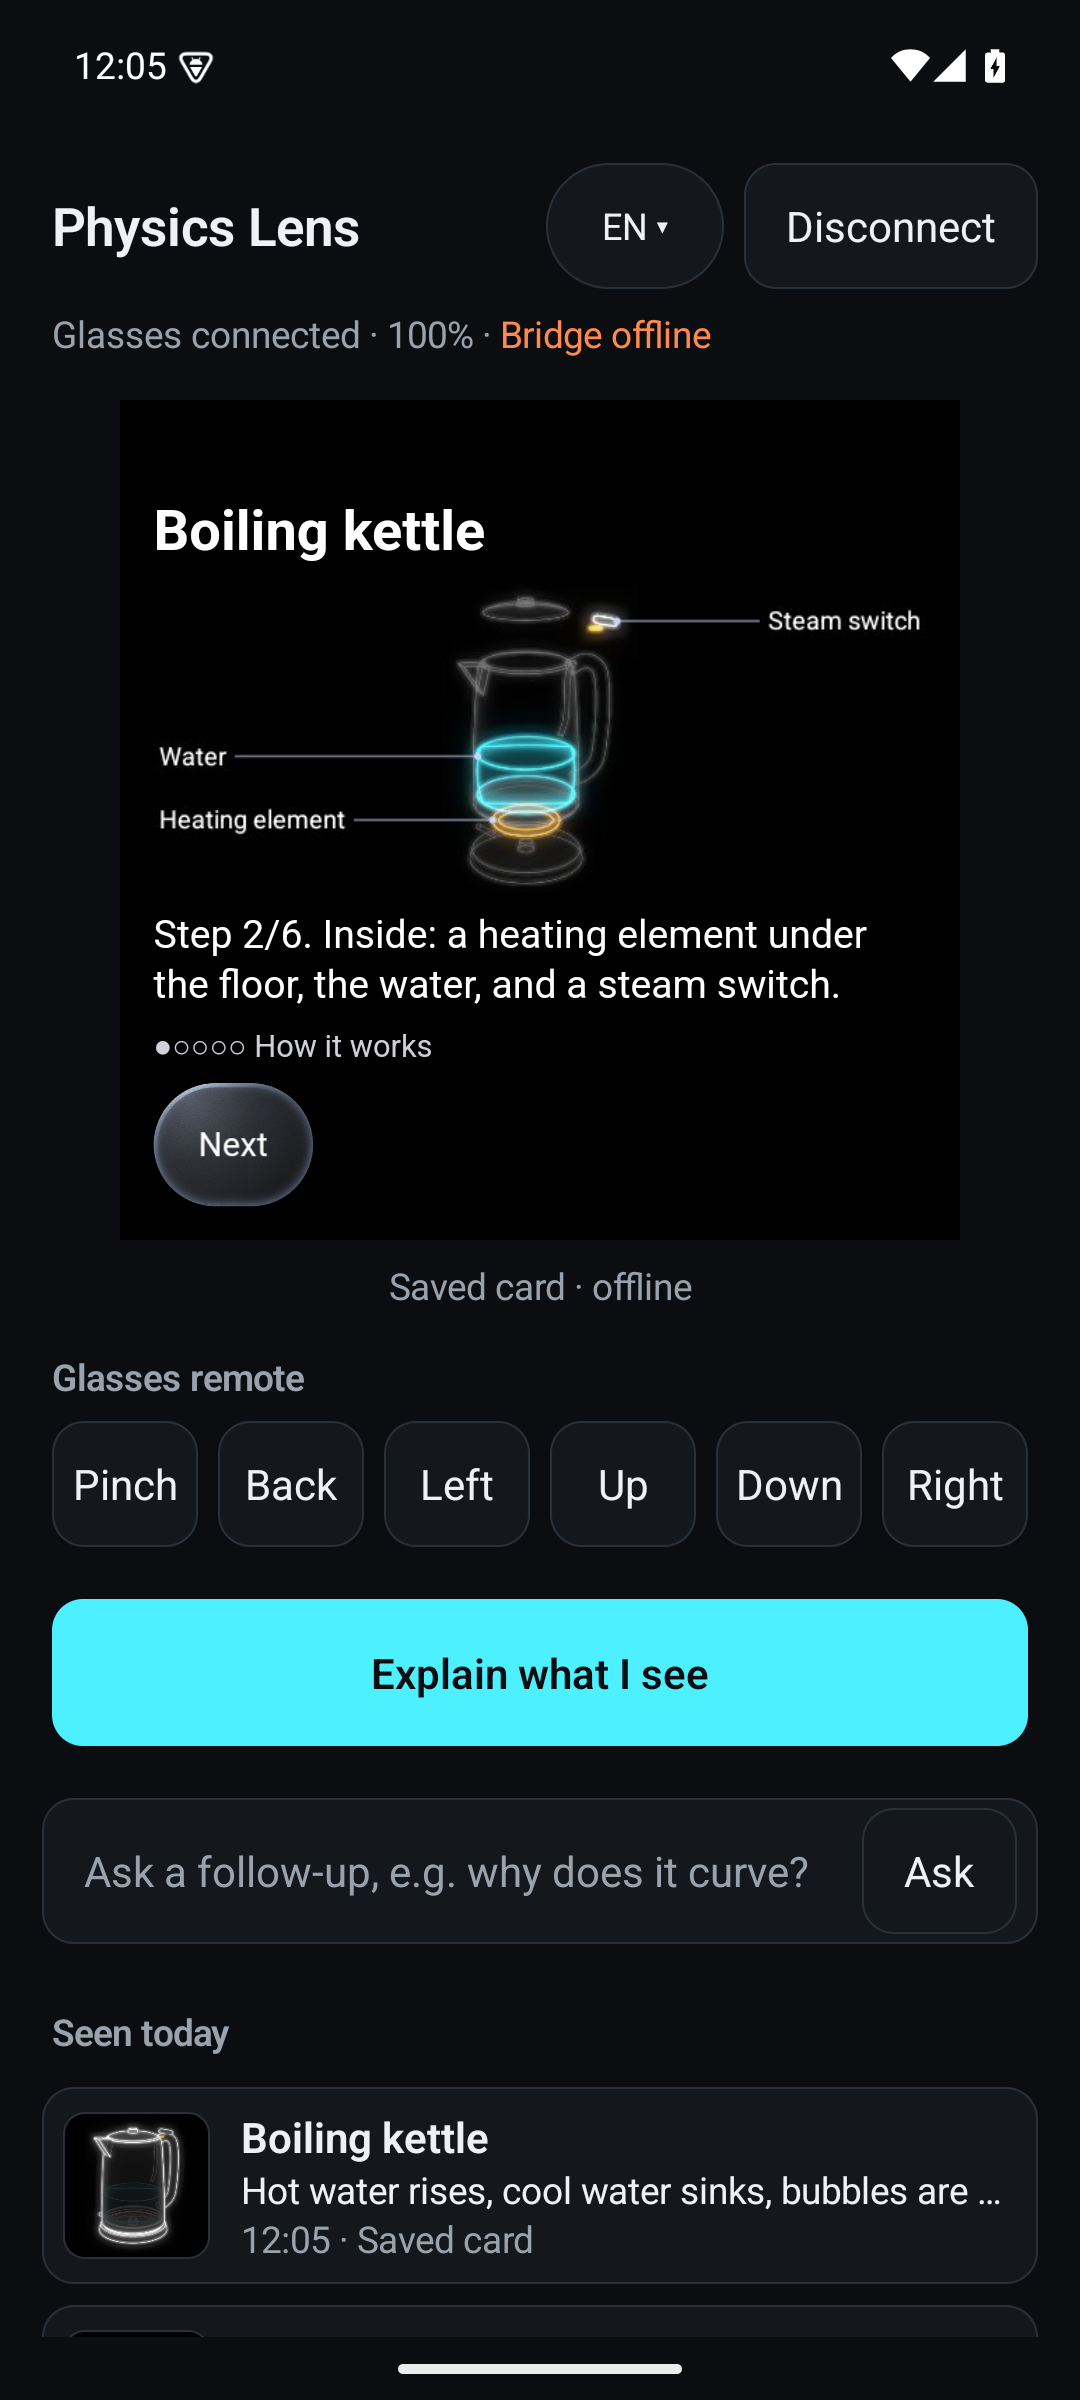 12:05
Physics Lens
EN ▾
Disconnect
Glasses connected · 100% · Bridge offline
Boiling kettle
Steam switch
Water
Heating element
Step 2/6. Inside: a heating element under
the floor, the water, and a steam switch.
●○○○○ How it works
Next
Saved card · offline
Glasses remote
Pinch
Back
Left
Up
Down
Right
Explain what I see
Ask a follow-up, e.g. why does it curve?
Ask
Seen today
Boiling kettle
Hot water rises, cool water sinks, bubbles are ...
12:05 · Saved card